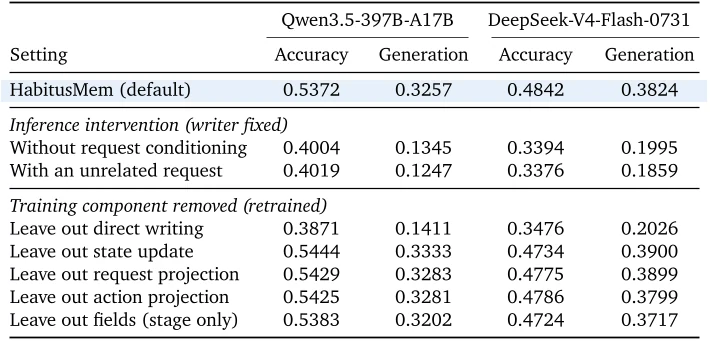 Qwen3.5-397B-A17B DeepSeek-V4-Flash-0731
Setting Accuracy Generation Accuracy Generation
HabitusMem (default) 0.5372 0.3257 0.4842 0.3824
Inference intervention (writer fixed)
Without request conditioning 0.4004 0.1345 0.3394 0.1995
With an unrelated request 0.4019 0.1247 0.3376 0.1859
Training component removed (retrained)
Leave out direct writing 0.3871 0.1411 0.3476 0.2026
Leave out state update 0.5444 0.3333 0.4734 0.3900
Leave out request projection 0.5429 0.3283 0.4775 0.3899
Leave out action projection 0.5425 0.3281 0.4786 0.3799
Leave out fields (stage only) 0.5383 0.3202 0.4724 0.3717